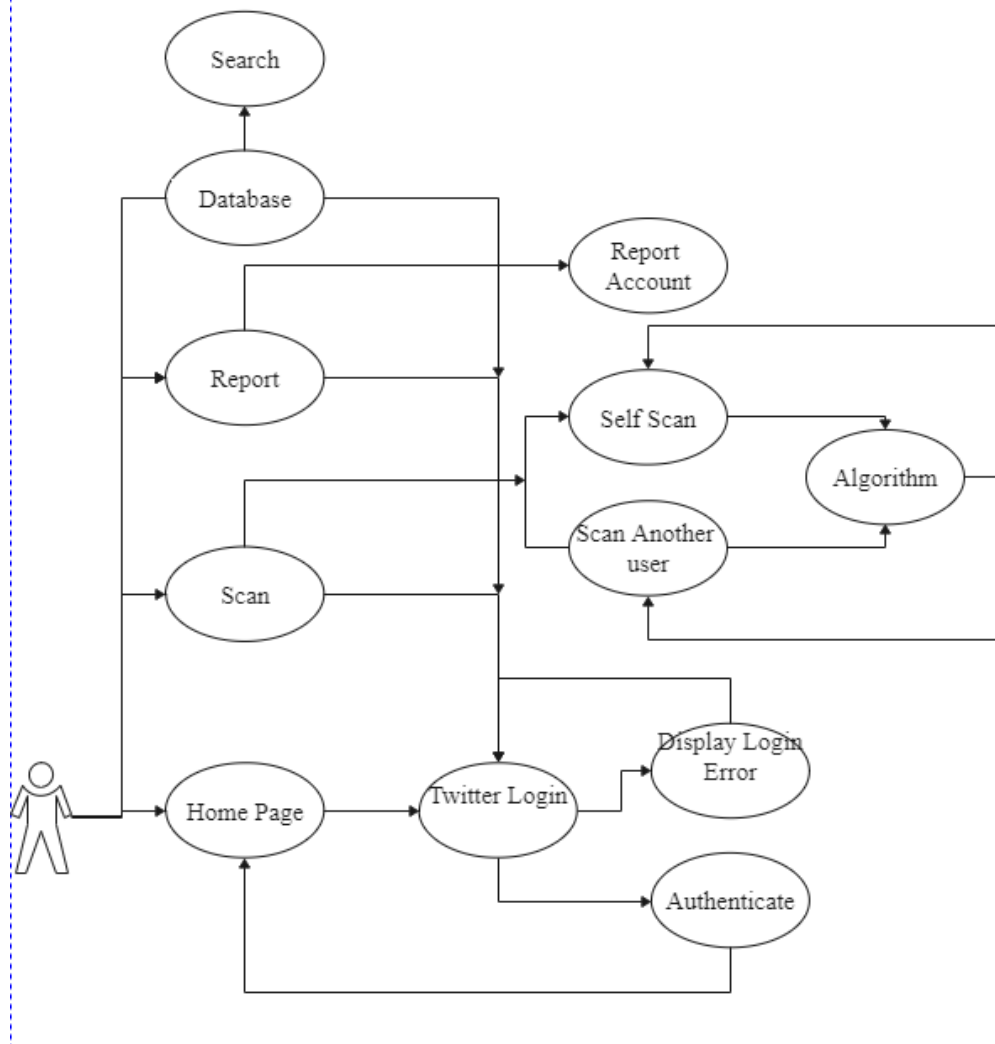 Search
Database
Report
Account
Report
Self Scan
Algorithm
Scan Another
user
Scan
Display Login
Error
Twitter Login
Home Page
Authenticate